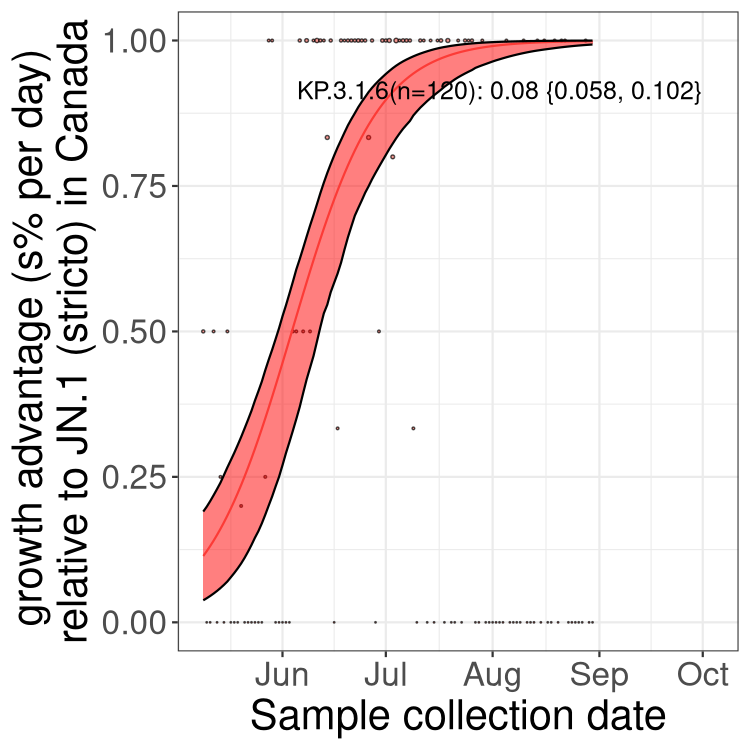 growth advantage (s% per day)
relative to JN.1 (stricto) in Canada
1.00
0.75
0.50
0.25
0.00
KP.3.1.6(n=120): 0.08 {0.058, 0.102}
Jun Jul Aug Sep Oct
Sample collection date